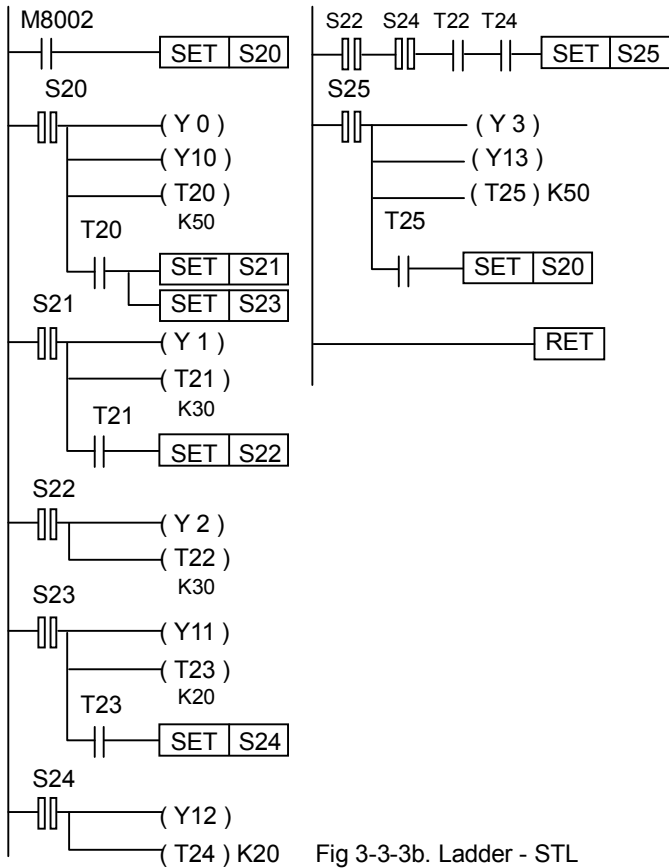 M8002
SET S20
S20
( Y 0 )
( Y10 )
( T20 )
K50
T20
SET S21
SET S23
S21
( Y 1 )
( T21 )
K30
T21
SET S22
S22
( Y 2 )
( T22 )
K30
S23
( Y11 )
( T23 )
K20
T23
SET S24
S24
( Y12 )
( T24 ) K20
S22 S24 T22 T24
SET S25
S25
( Y 3 )
( Y13 )
( T25 ) K50
T25
SET S20
RET
Fig 3-3-3b. Ladder - STL